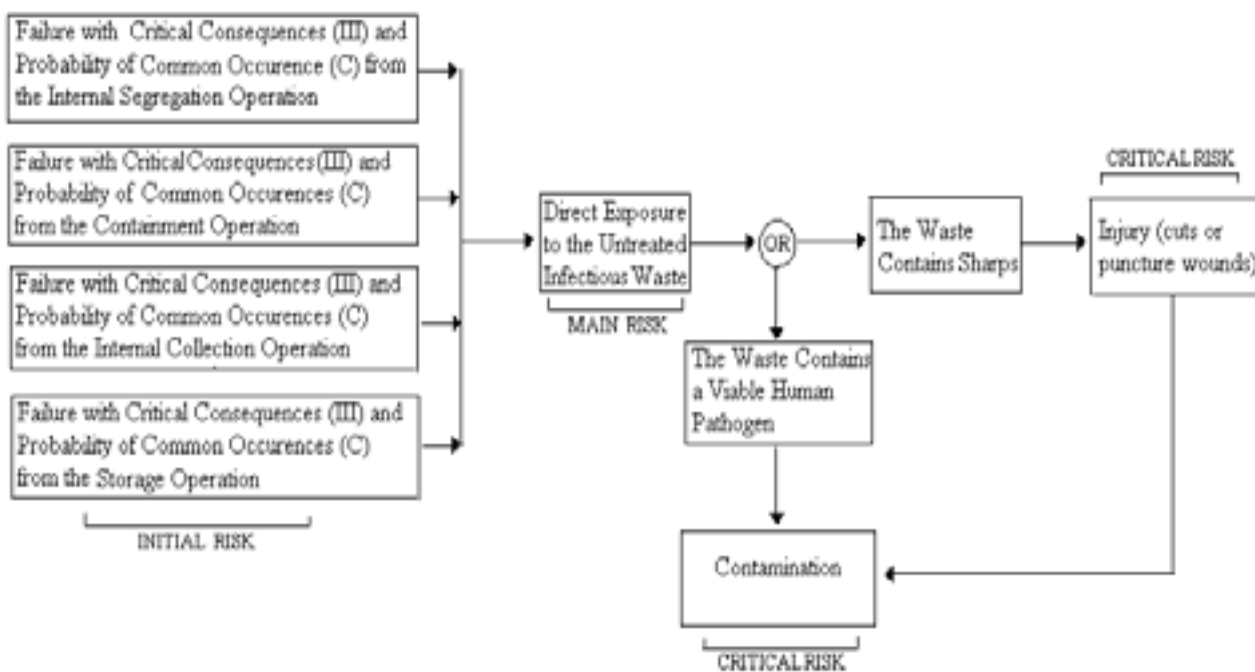 Failure with Critical Consequences (III) and
Probability of Common Occurence (C) from
the Internal Segregation Operation
Failure with Critical Consequences (III) and
Probability of Common Occurences (C)
from the Containment Operation
Failure with Critical Consequences (III) and
Probability of Common Occurences (C)
from the Internal Collection Operation
Failure with Critical Consequences (III) and
Probability of Common Occurences (C)
from the Storage Operation
INITIAL RISK
Direct Exposure
to the Untreated
Infectious Waste
MAIN RISK
OR
The Waste
Contains Sharps
CRITICAL RISK
Injury (cuts or
puncture wounds)
The Waste Contains
a Viable Human
Pathogen
Contamination
CRITICAL RISK